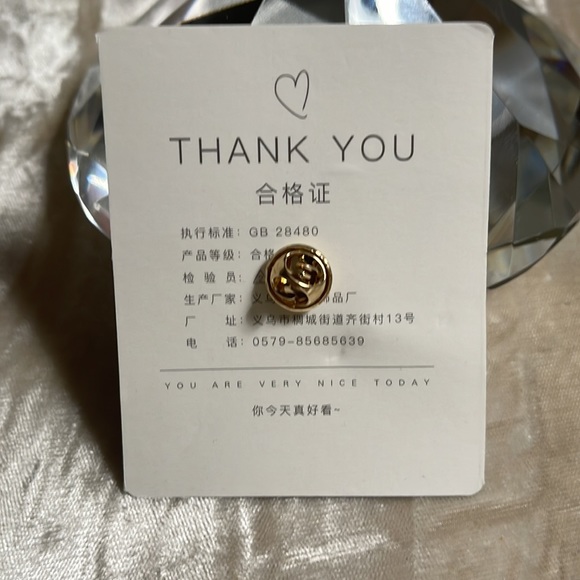 THANK YOU
合格证
执行标准: GB 28480
产品等级: 合格
检 验 员:
生产厂家: 义乌 饰品厂
厂 址: 义乌市稠城街道齐街村13号
电 话: 0579-85685639
YOU ARE VERY NICE TODAY
你今天真好看~